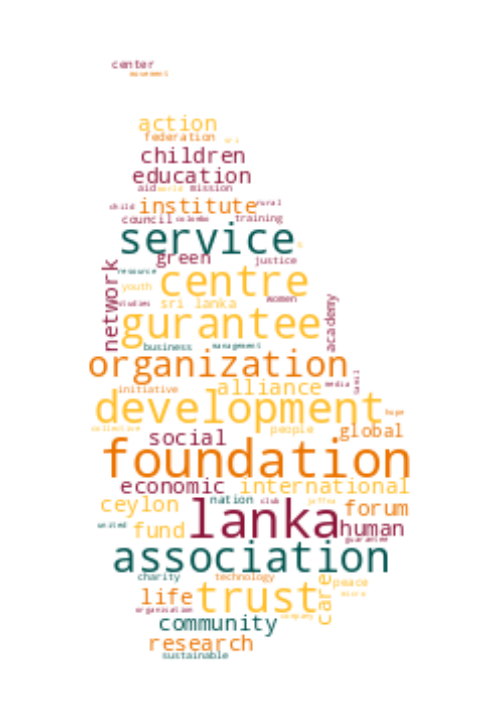 center
movement
action
federation
sri
children
education
aid world mission
child institute rural
council colombo training
service
green justice
resource
network
centre
youth
studies sri lanka women
academy
gurantee
business management
organization
initiative alliance media tamil
development
collective people global hope
social
foundation
economic international
ceylon nation club jaffna forum
united fund lanka human
guarantee
association
charity technology peace
life trust care micro
organisation company
community
research
sustainable